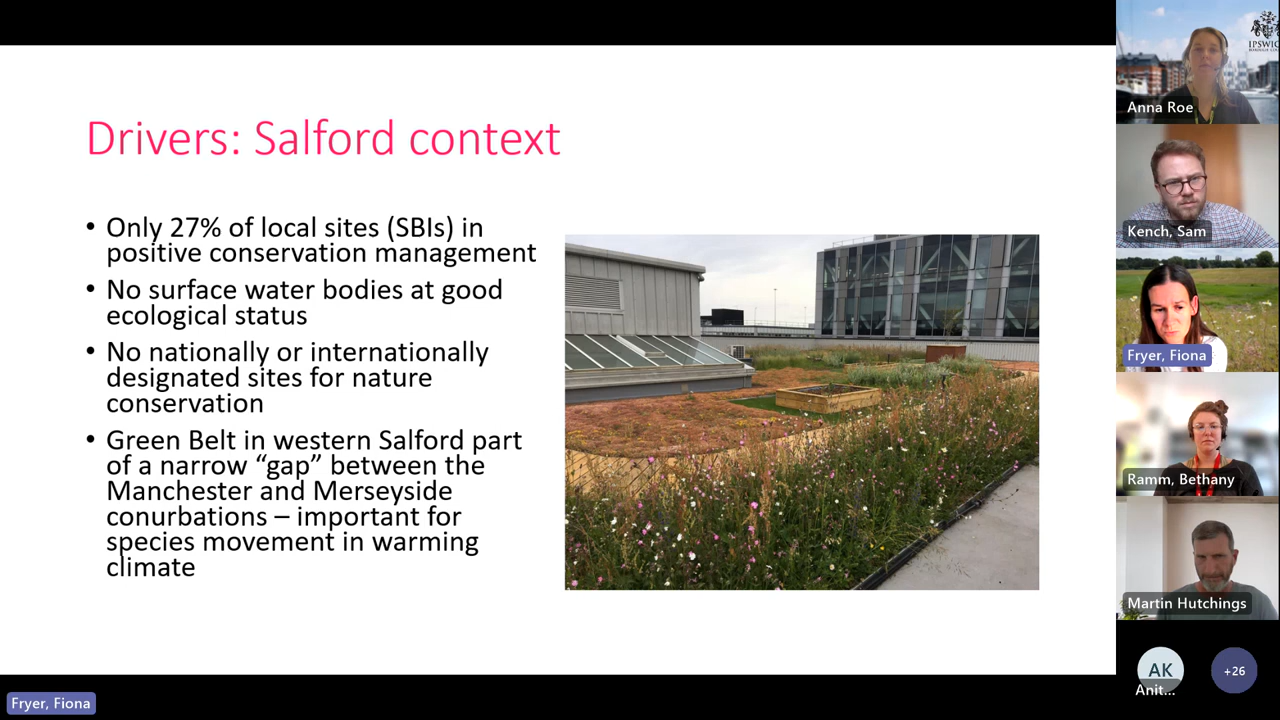 Drivers: Salford context
• Only 27% of local sites (SBIs) in
positive conservation management
• No surface water bodies at good
ecological status
• No nationally or internationally
designated sites for nature
conservation
• Green Belt in western Salford part
of a narrow “gap” between the
Manchester and Merseyside
conurbations – important for
species movement in warming
climate
Anna Roe
Kench, Sam
Fryer, Fiona
Ramm, Bethany
Martin Hutchings
AK
Anit...
+26
Fryer, Fiona